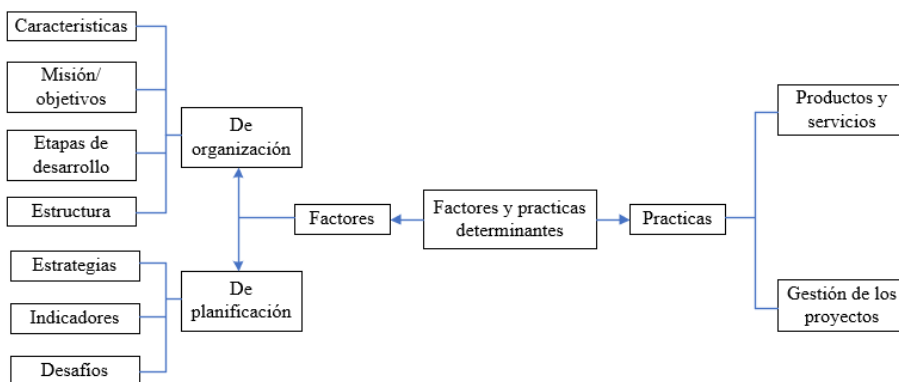 Caracteristicas
Misión/
objetivos
Etapas de
desarrollo
Estructura
De
organización
Estrategias
Indicadores
Desafíos
De
planificación
Factores
Factores y practicas
determinantes
Practicas
Productos y
servicios
Gestión de los
proyectos